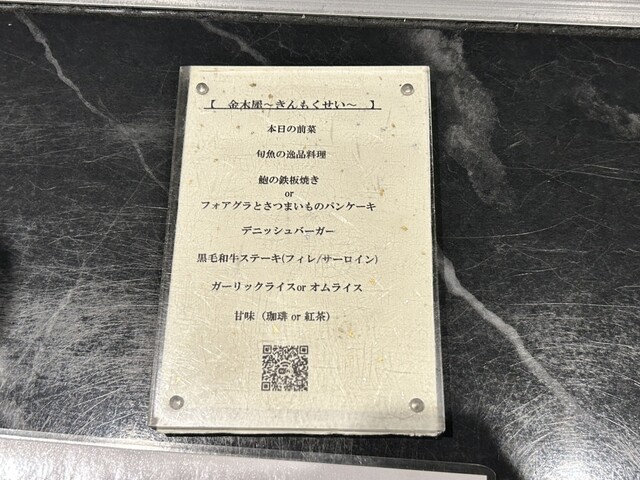 【　金木犀～きんもくせい～　】
本日の前菜
旬魚の逸品料理
鮑の鉄板焼き
or
フォアグラとさつまいものパンケーキ
デニッシュバーガー
黒毛和牛ステーキ(フィレ/サーロイン)
ガーリックライスor オムライス
甘味（珈琲 or 紅茶）